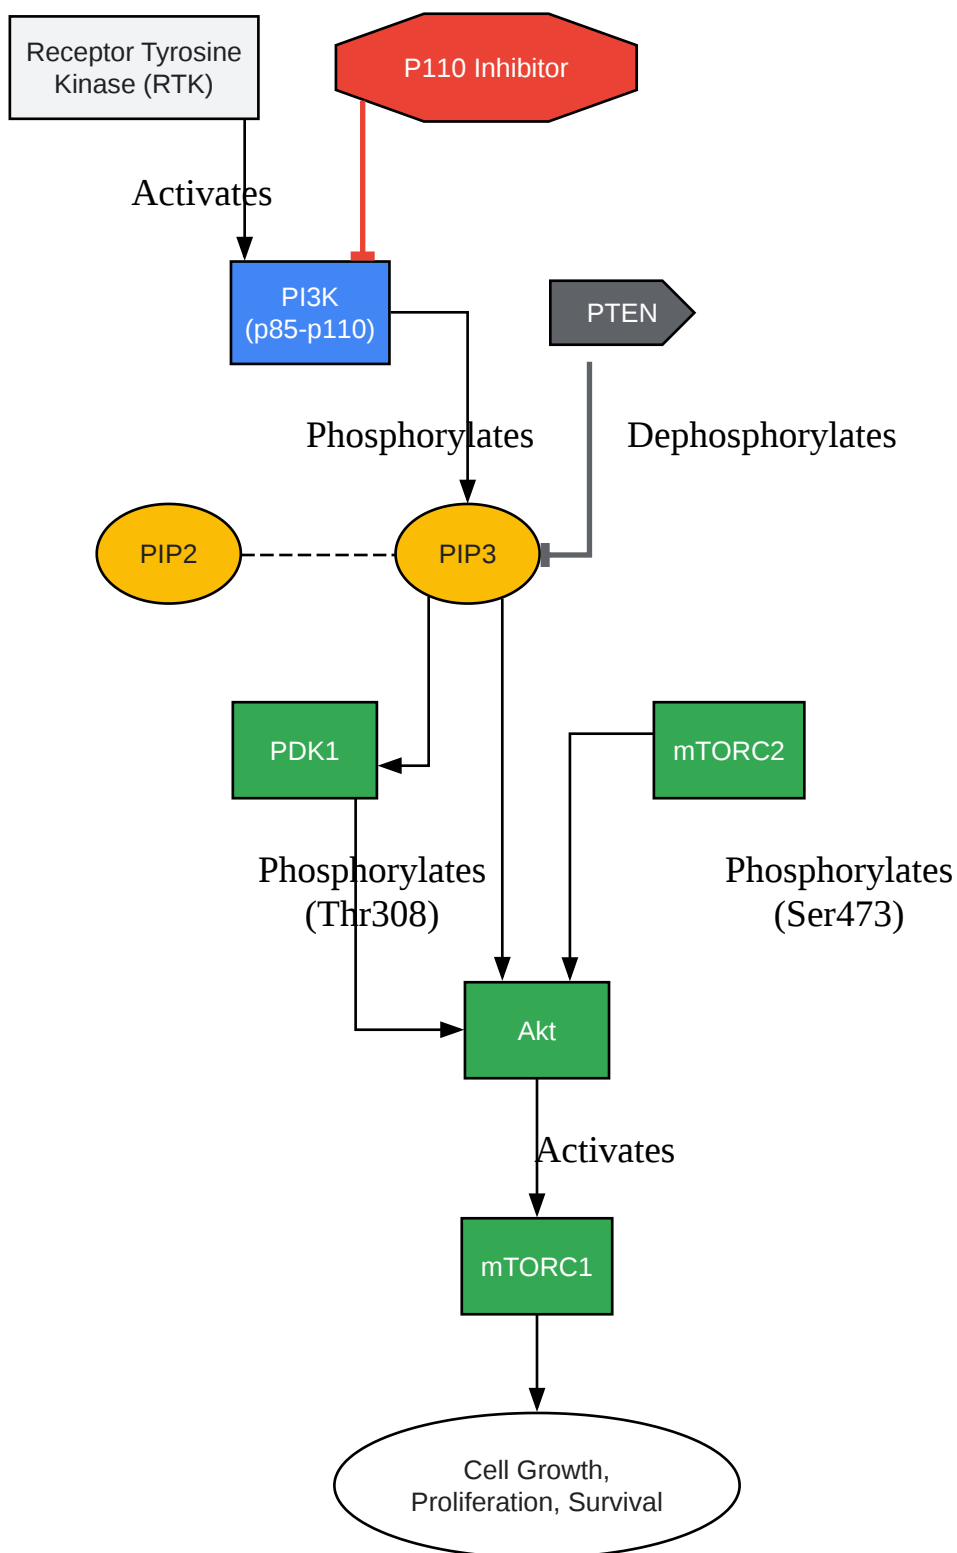 Receptor Tyrosine
Kinase (RTK)
P110 Inhibitor
Activates
PI3K
(p85-p110)
PTEN
Phosphorylates
Dephosphorylates
PIP2
PIP3
PDK1
mTORC2
Phosphorylates
(Thr308)
Phosphorylates
(Ser473)
Akt
Activates
mTORC1
Cell Growth,
Proliferation, Survival